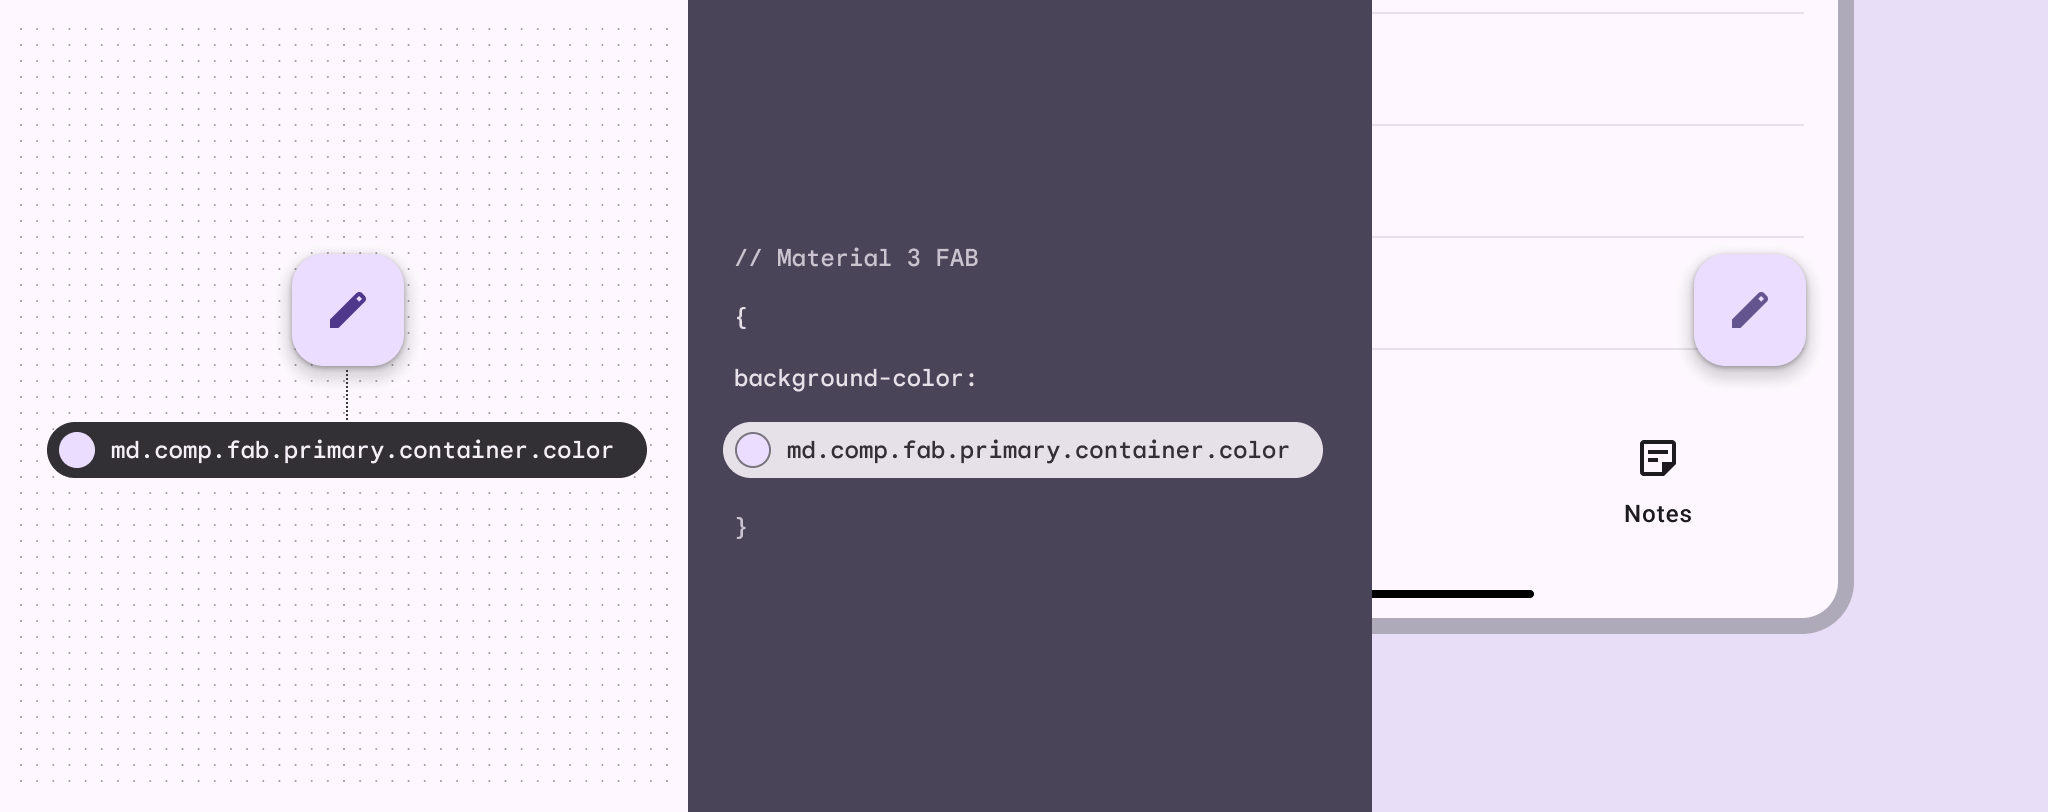 md.comp.fab.primary.container.color
// Material 3 FAB
{
background-color:
md.comp.fab.primary.container.color
}
Notes